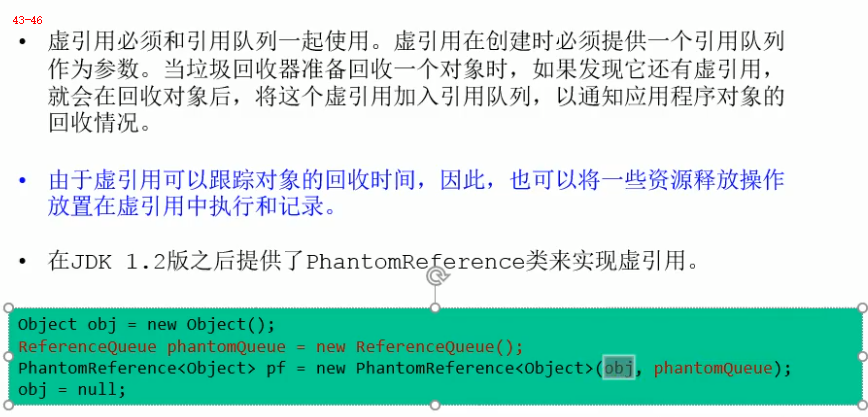 43-46
• 虚引用必须和引用队列一起使用。虚引用在创建时必须提供一个引用队列
作为参数。当垃圾回收器准备回收一个对象时，如果发现它还有虚引用，
就会在回收对象后，将这个虚引用加入引用队列，以通知应用程序对象的
回收情况。
• 由于虚引用可以跟踪对象的回收时间，因此，也可以将一些资源释放操作
放置在虚引用中执行和记录。
• 在JDK 1.2版之后提供了PhantomReference类来实现虚引用。
Object obj = new Object();
ReferenceQueue phantomQueue = new ReferenceQueue();
PhantomReference<Object> pf = new PhantomReference<Object>(obj, phantomQueue);
obj = null;